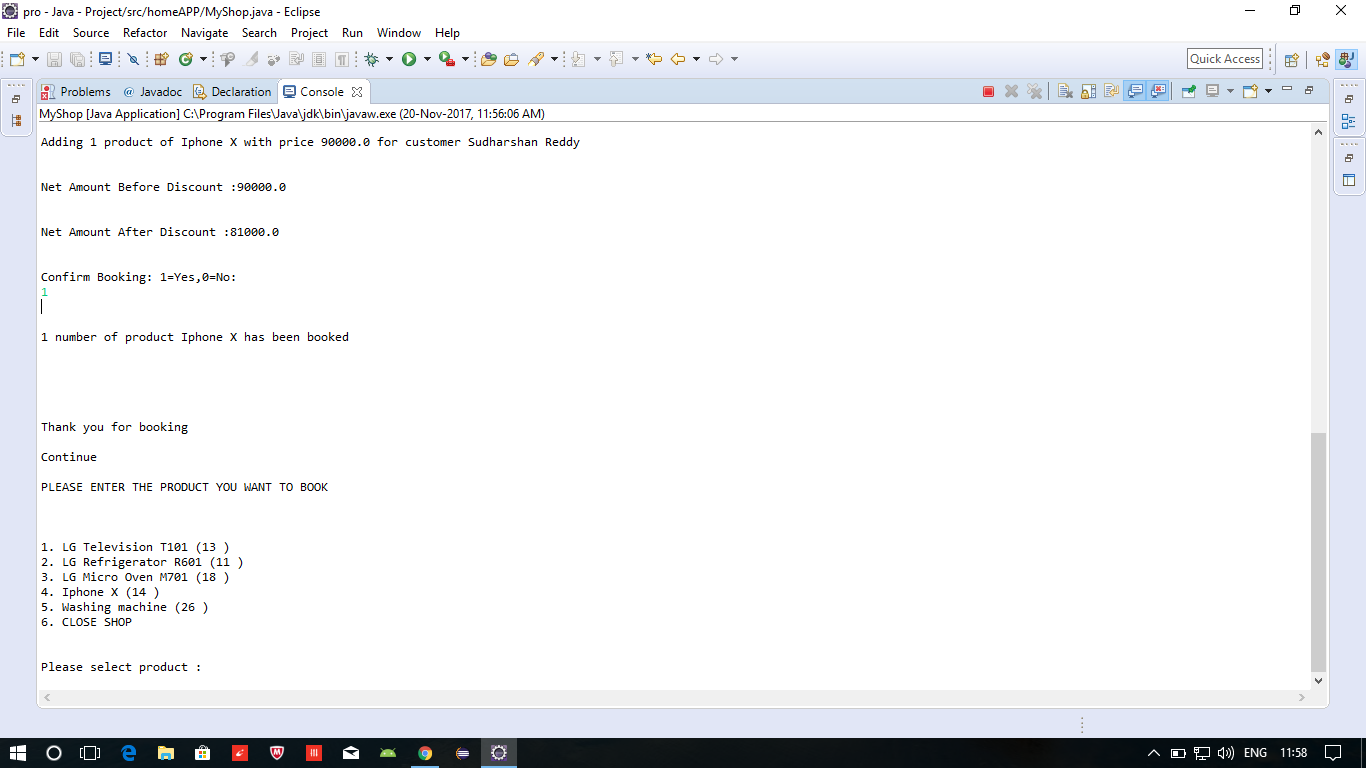 pro - Java - Project/src/homeAPP/MyShop.java - Eclipse
File Edit Source Refactor Navigate Search Project Run Window Help
Quick Access
Problems @ Javadoc Declaration Console
MyShop [Java Application] C:\Program Files\Java\jdk\bin\javaw.exe (20-Nov-2017, 11:56:06 AM)
Adding 1 product of Iphone X with price 90000.0 for customer Sudharshan Reddy
Net Amount Before Discount :90000.0
Net Amount After Discount :81000.0
Confirm Booking: 1=Yes,0=No:
1
1 number of product Iphone X has been booked
Thank you for booking
Continue
PLEASE ENTER THE PRODUCT YOU WANT TO BOOK
1. LG Television T101 (13 )
2. LG Refrigerator R601 (11 )
3. LG Micro Oven M701 (18 )
4. Iphone X (14 )
5. Washing machine (26 )
6. CLOSE SHOP
Please select product :
ENG 11:58